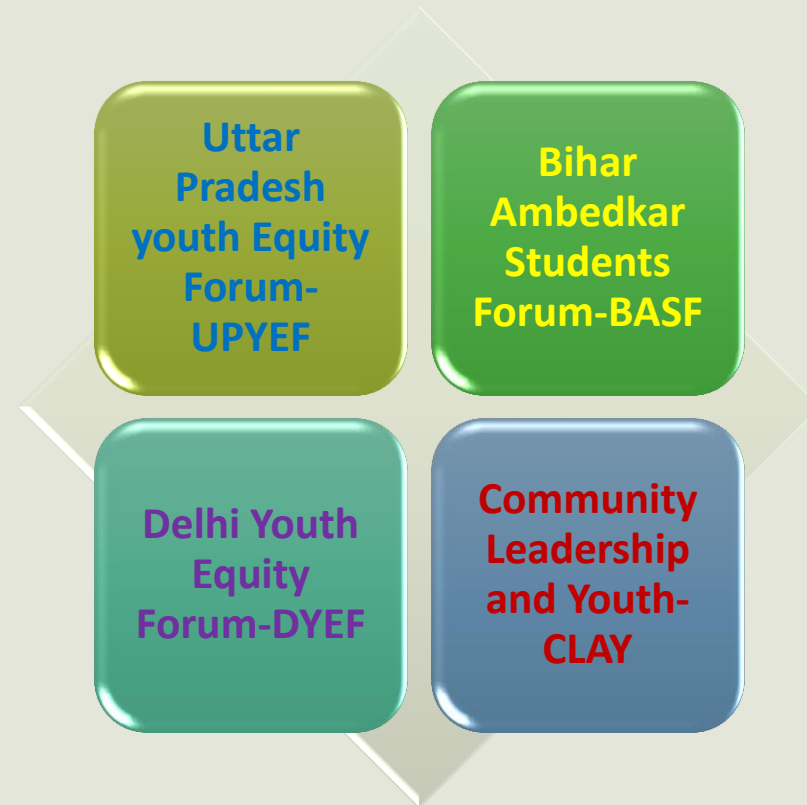 Uttar
Pradesh
youth Equity
Forum-
UPYEF
Bihar
Ambedkar
Students
Forum-BASF
Delhi Youth
Equity
Forum-DYEF
Community
Leadership
and Youth-
CLAY